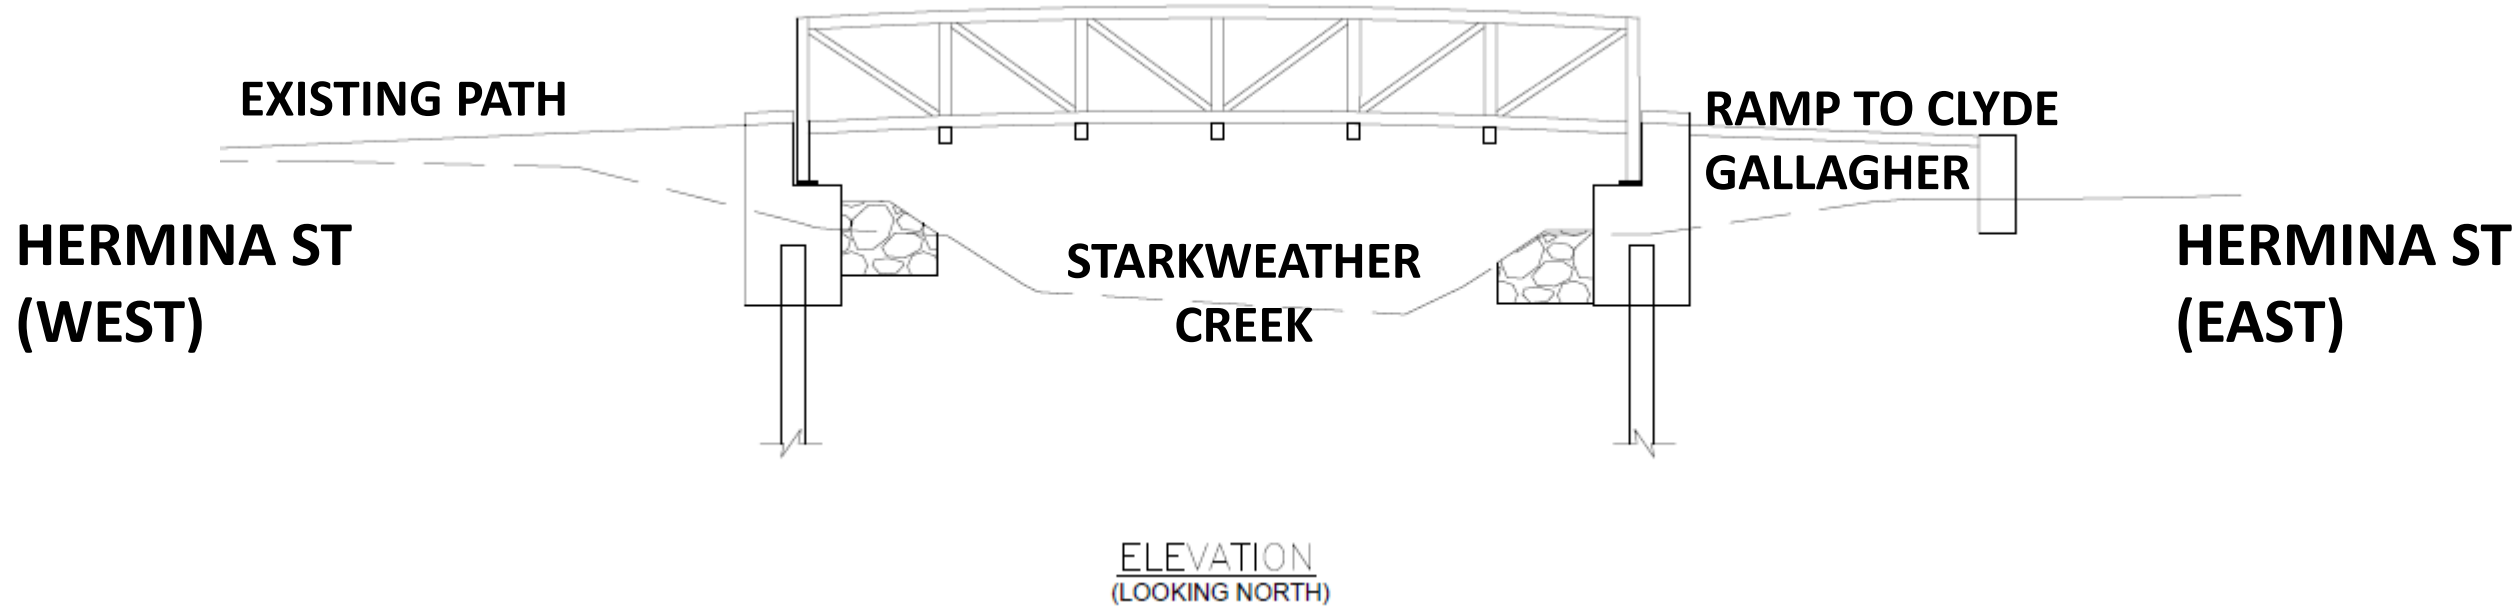 EXISTING PATH
RAMP TO CLYDE
GALLAGHER
HERMINA ST
(WEST)
STARKWEATHER
CREEK
HERMINA ST
(EAST)
ELEVATION
(LOOKING NORTH)